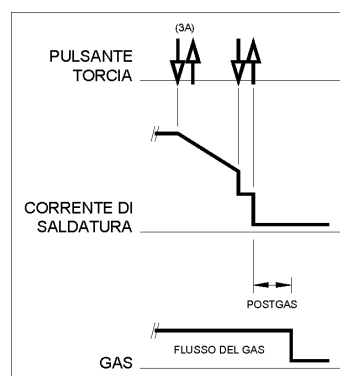 (3A)
PULSANTE
TORCIA
CORRENTE DI
SALDATURA
POSTGAS
FLUSSO DEL GAS
GAS